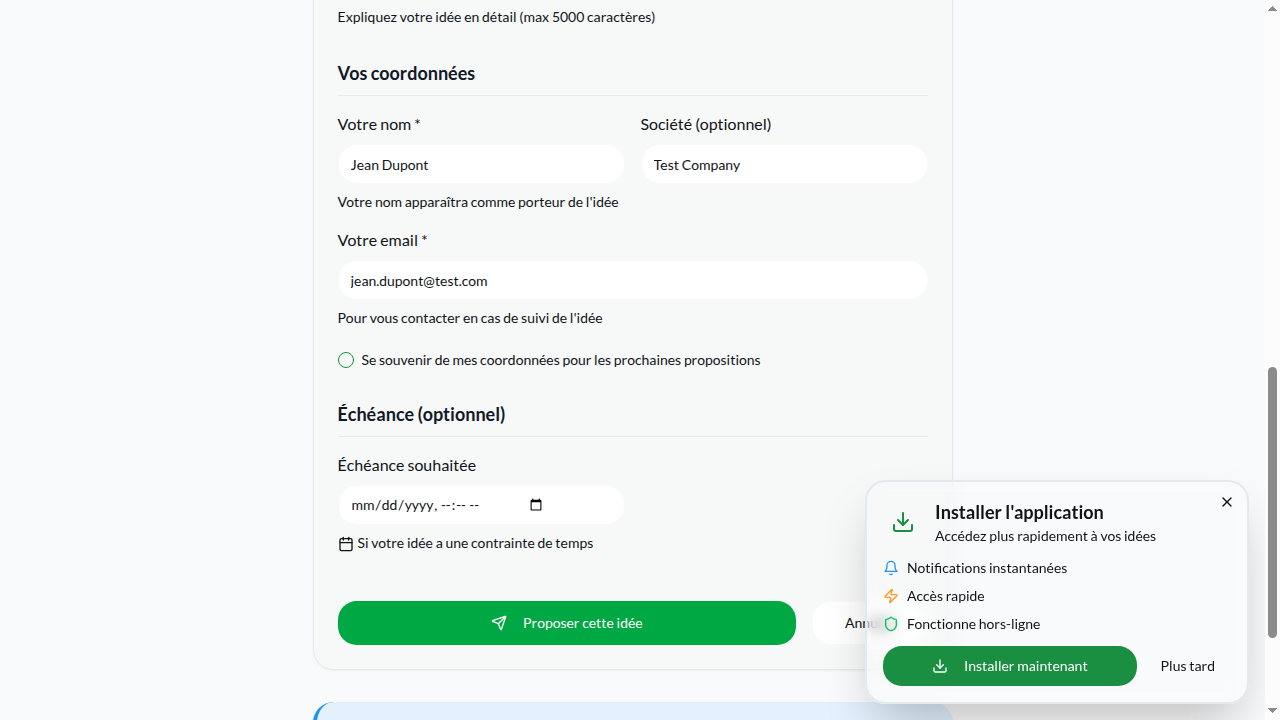 Expliquez votre idée en détail (max 5000 caractères)
Vos coordonnées
Votre nom *
Société (optionnel)
Jean Dupont
Test Company
Votre nom apparaîtra comme porteur de l'idée
Votre email *
jean.dupont@test.com
Pour vous contacter en cas de suivi de l'idée
Se souvenir de mes coordonnées pour les prochaines propositions
Échéance (optionnel)
Échéance souhaitée
mm/dd/yyyy, --:-- --
Si votre idée a une contrainte de temps
Proposer cette idée
Installer l'application
Accédez plus rapidement à vos idées
Notifications instantanées
Accès rapide
Fonctionne hors-ligne
Installer maintenant
Plus tard